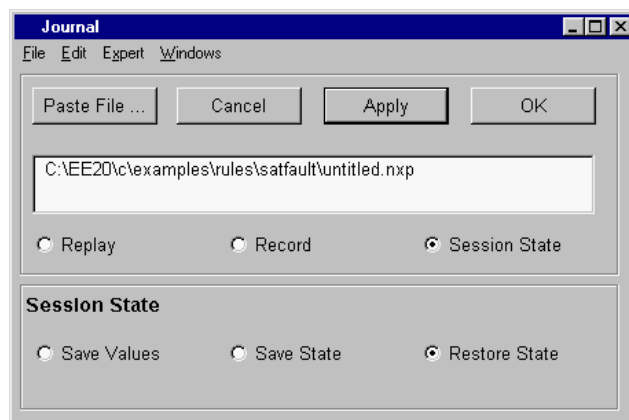 Journal
File Edit Expert Windows
Paste File ... Cancel Apply OK
C:\EE20\c\examples\rules\satfault\untitled.nxp
Replay Record Session State
Session State
Save Values Save State Restore State